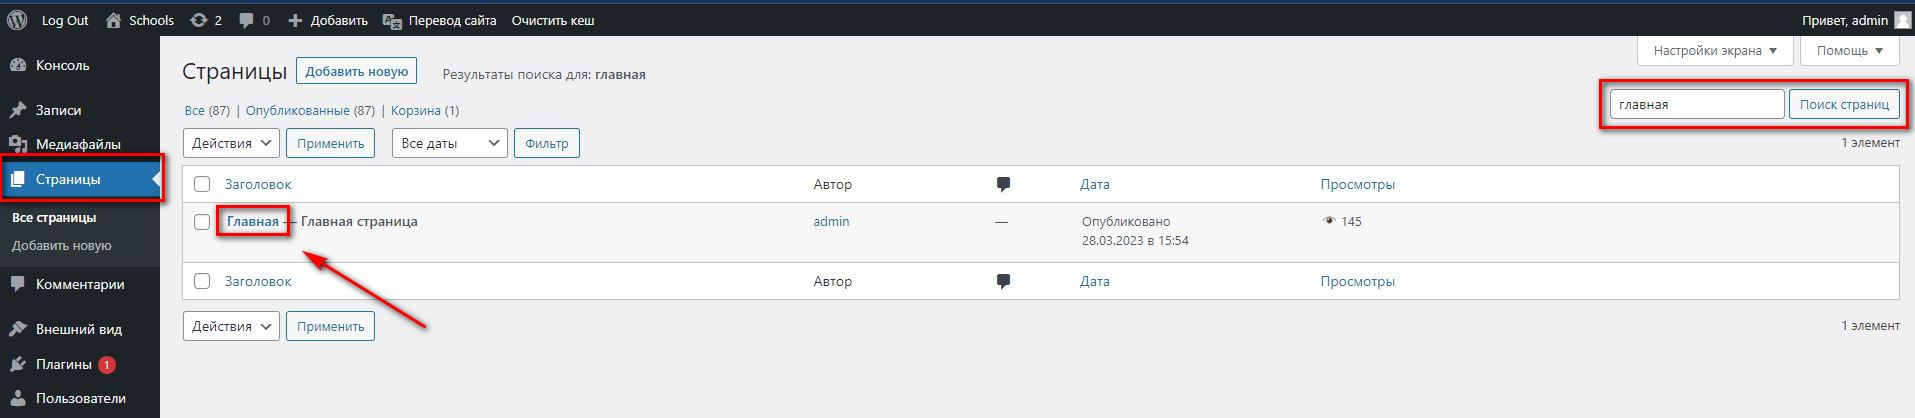 Log Out Schools 2 0 Добавить Перевод сайта Очистить кеш Привет, admin
Консоль
Записи
Медиафайлы
Страницы
Все страницы
Добавить новую
Комментарии
Внешний вид
Плагины 1
Пользователи
Настройки экрана ▼ Помощь ▼
Страницы Добавить новую Результаты поиска для: главная
главная Поиск страниц
Все (87) | Опубликованные (87) | Корзина (1)
Действия Применить Все даты Фильтр 1 элемент
Заголовок Автор Дата Просмотры
Главная — Главная страница admin — Опубликовано 145
28.03.2023 в 15:54
Заголовок Автор Дата Просмотры
Действия Применить 1 элемент